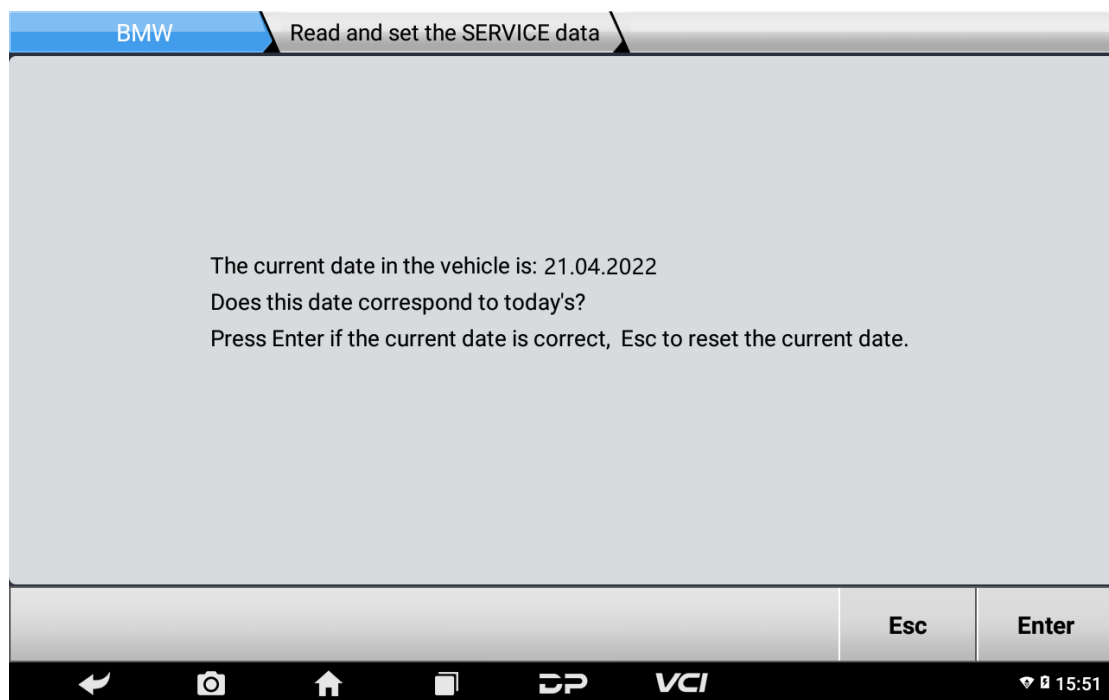 BMW
Read and set the SERVICE data
The current date in the vehicle is: 21.04.2022
Does this date correspond to today's?
Press Enter if the current date is correct, Esc to reset the current date.
Esc
Enter
DP
VCI
15:51